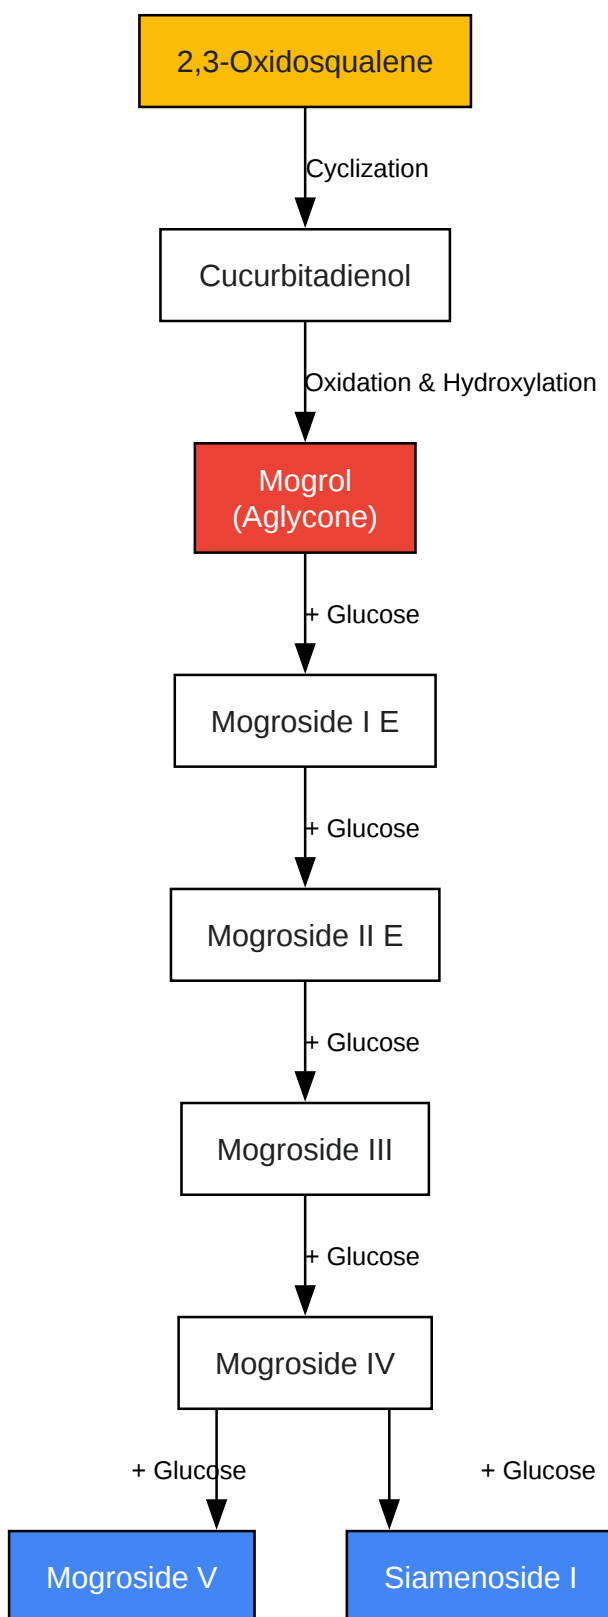 2,3-Oxidosqualene
Cyclization
Cucurbitadienol
Oxidation & Hydroxylation
Mogrol
(Aglycone)
+ Glucose
Mogroside I E
+ Glucose
Mogroside II E
+ Glucose
Mogroside III
+ Glucose
Mogroside IV
+ Glucose
+ Glucose
Mogroside V
Siamenoside I